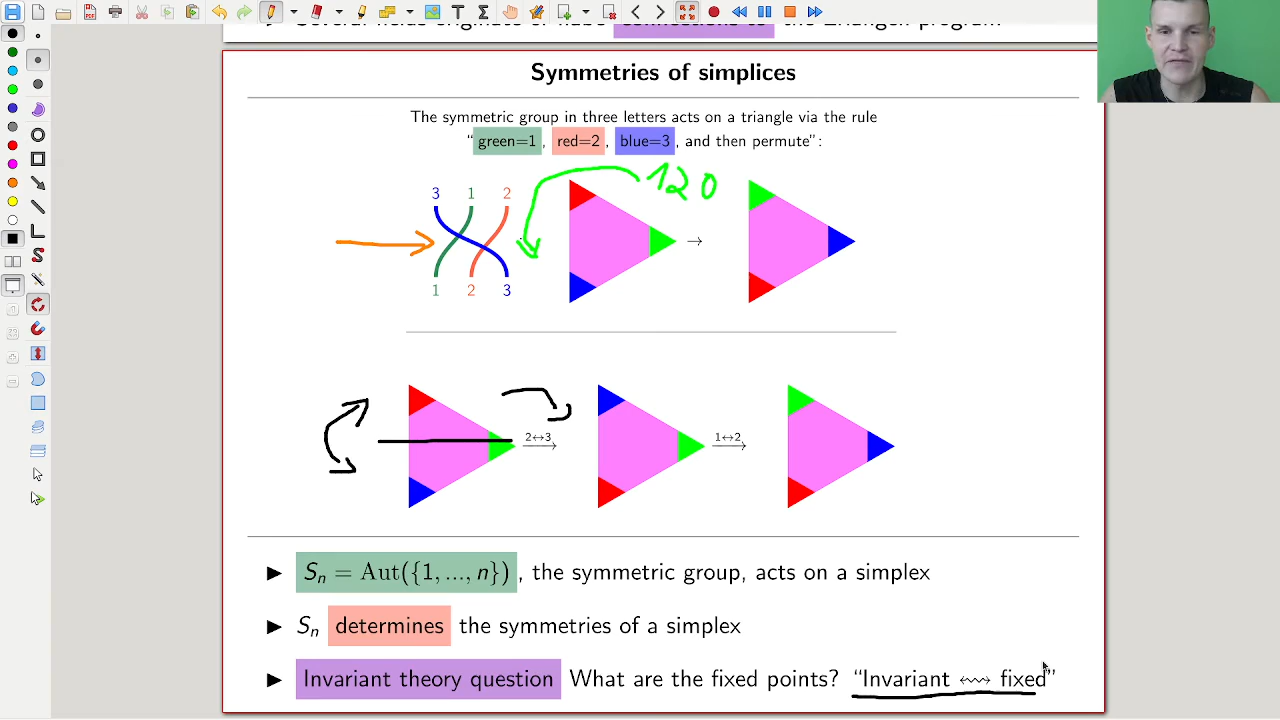 Symmetries of simplices
The symmetric group in three letters acts on a triangle via the rule
“green=1, red=2, blue=3, and then permute”:
120
3 1 2
→
1 2 3
2↔3
1↔2
► Sₙ = Aut({1, ..., n}), the symmetric group, acts on a simplex
► Sₙ determines the symmetries of a simplex
► Invariant theory question What are the fixed points? “Invariant ↭ fixed”